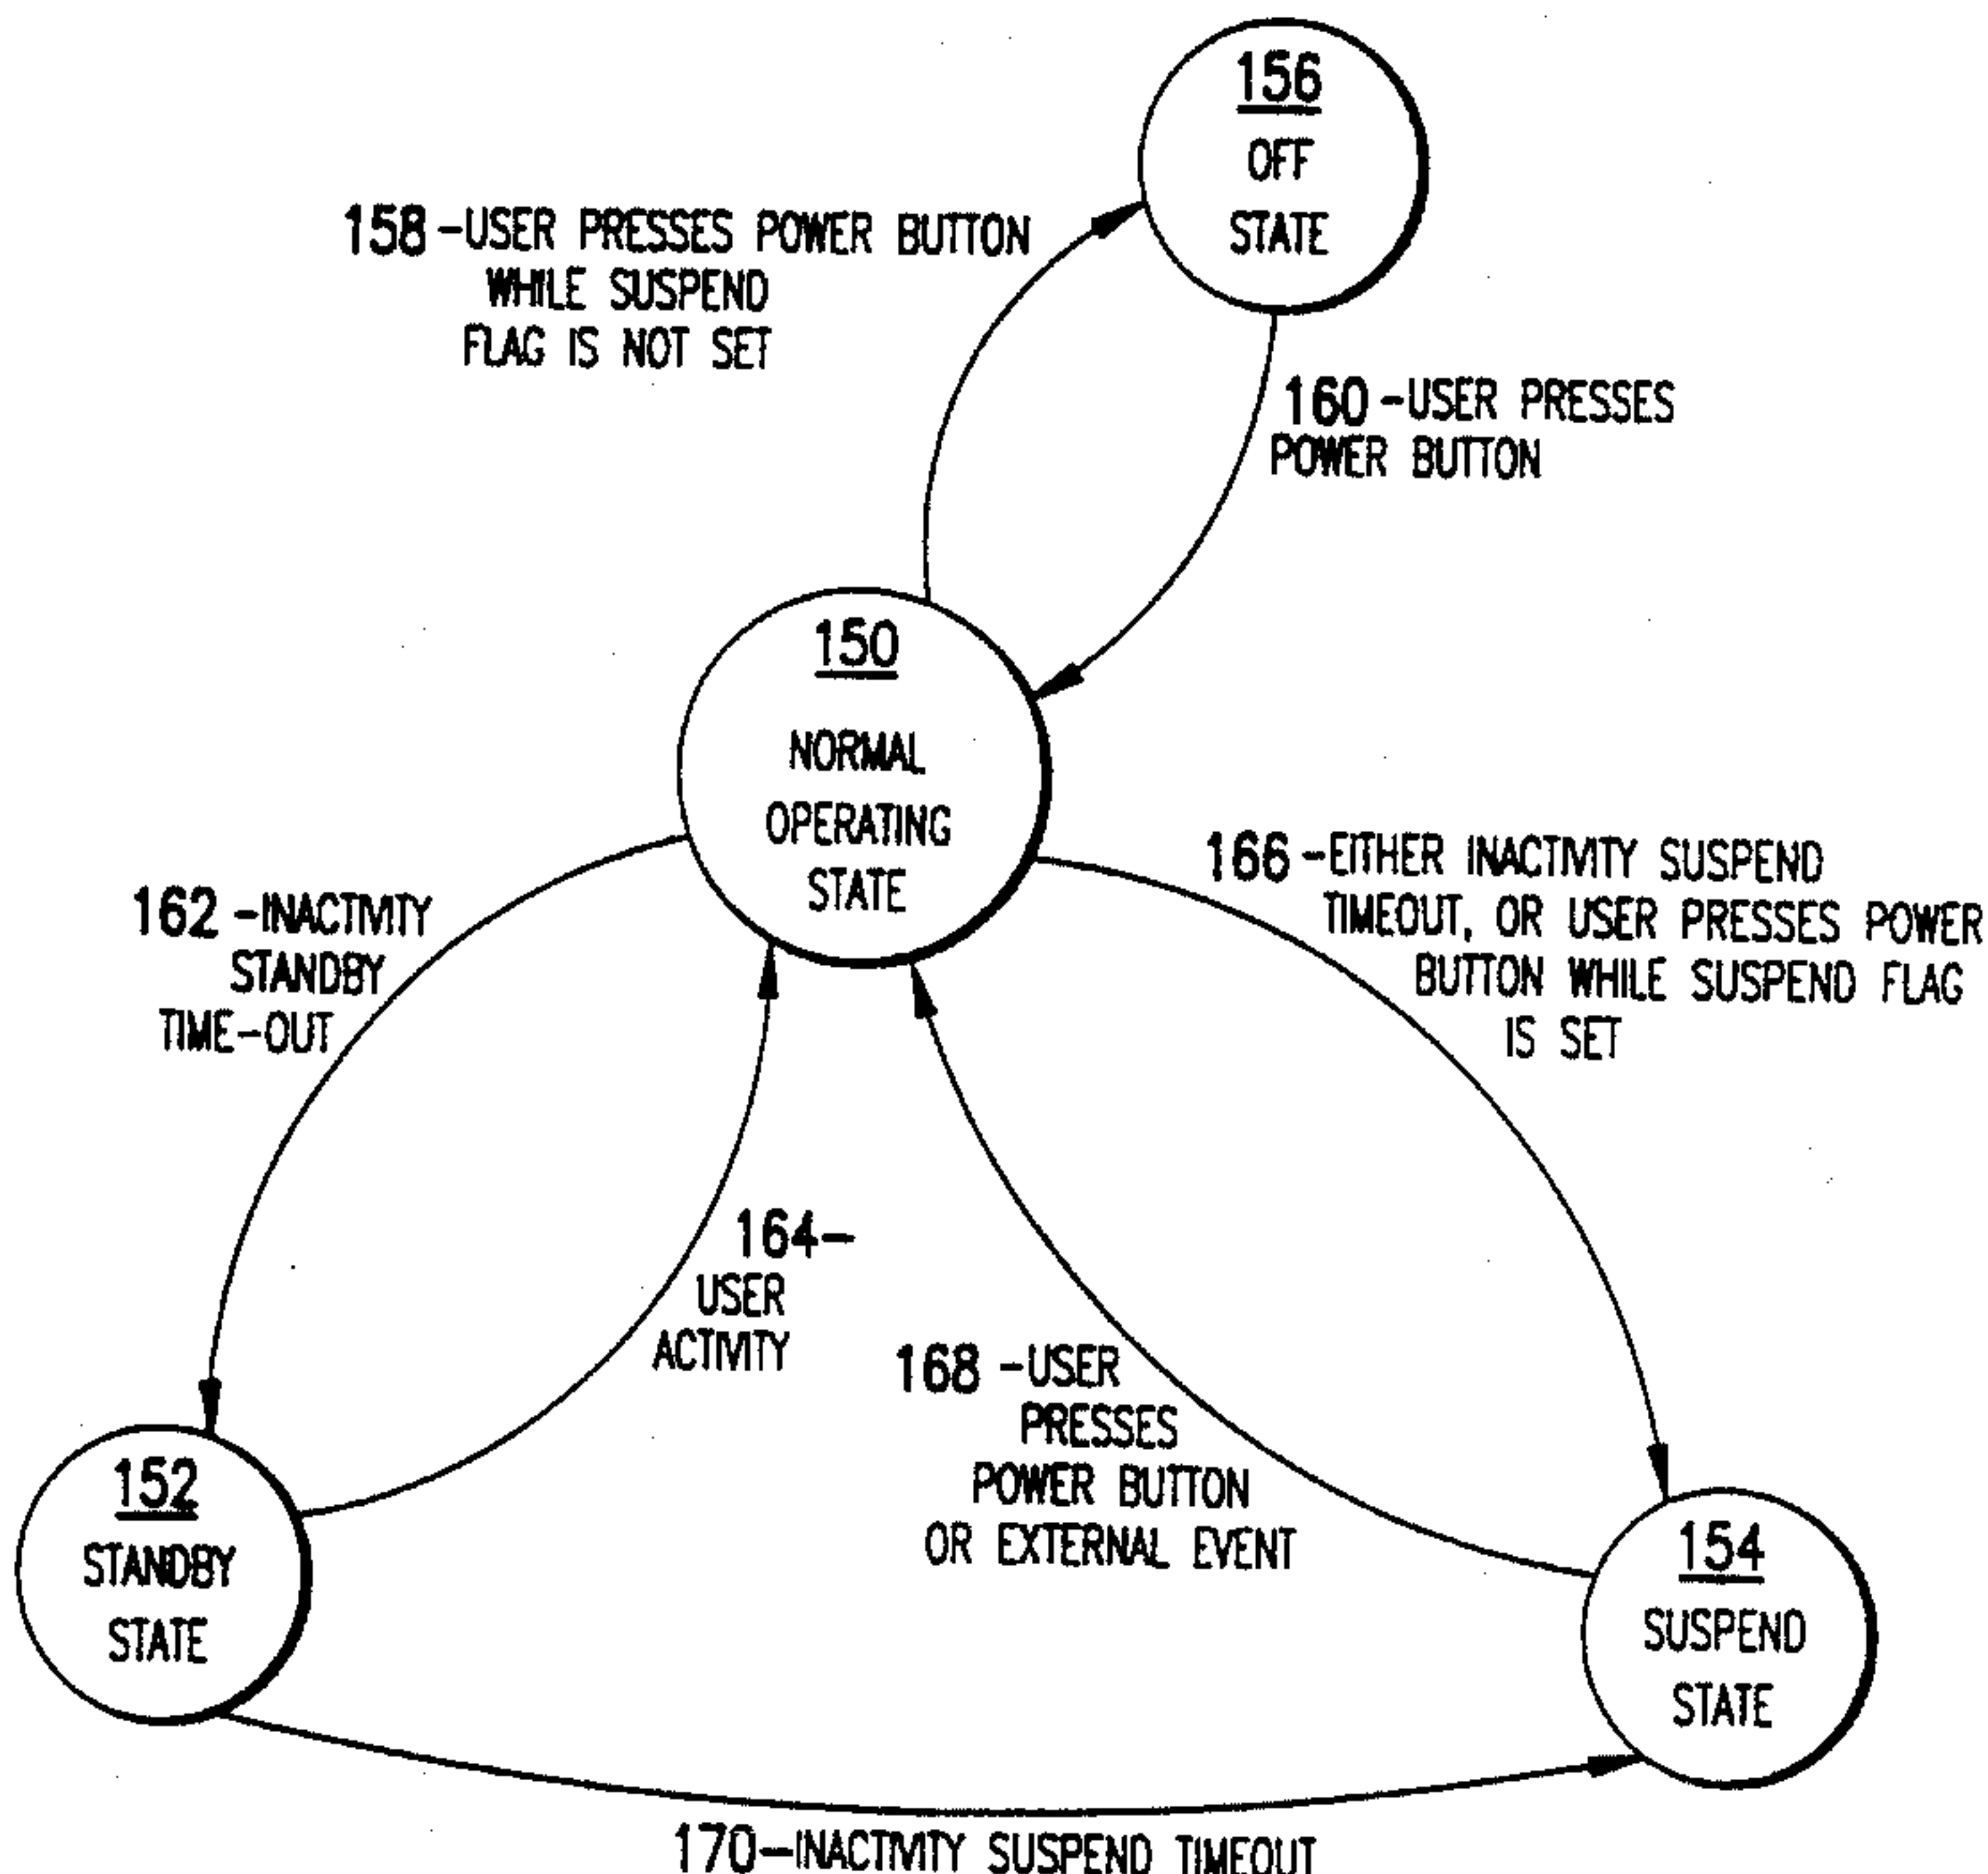 156
OFF
STATE
158-USER PRESSES POWER BUTTON
WHILE SUSPEND
FLAG IS NOT SET
160-USER PRESSES
POWER BUTTON
150
NORMAL
OPERATING
STATE
162-INACTIVITY
STANDBY
TIME-OUT
166-EITHER INACTIVITY SUSPEND
TIMEOUT, OR USER PRESSES POWER
BUTTON WHILE SUSPEND FLAG
IS SET
164-
USER
ACTIVITY
168-USER
PRESSES
POWER BUTTON
OR EXTERNAL EVENT
152
STANDBY
STATE
154
SUSPEND
STATE
170-INACTIVITY SUSPEND TIMEOUT